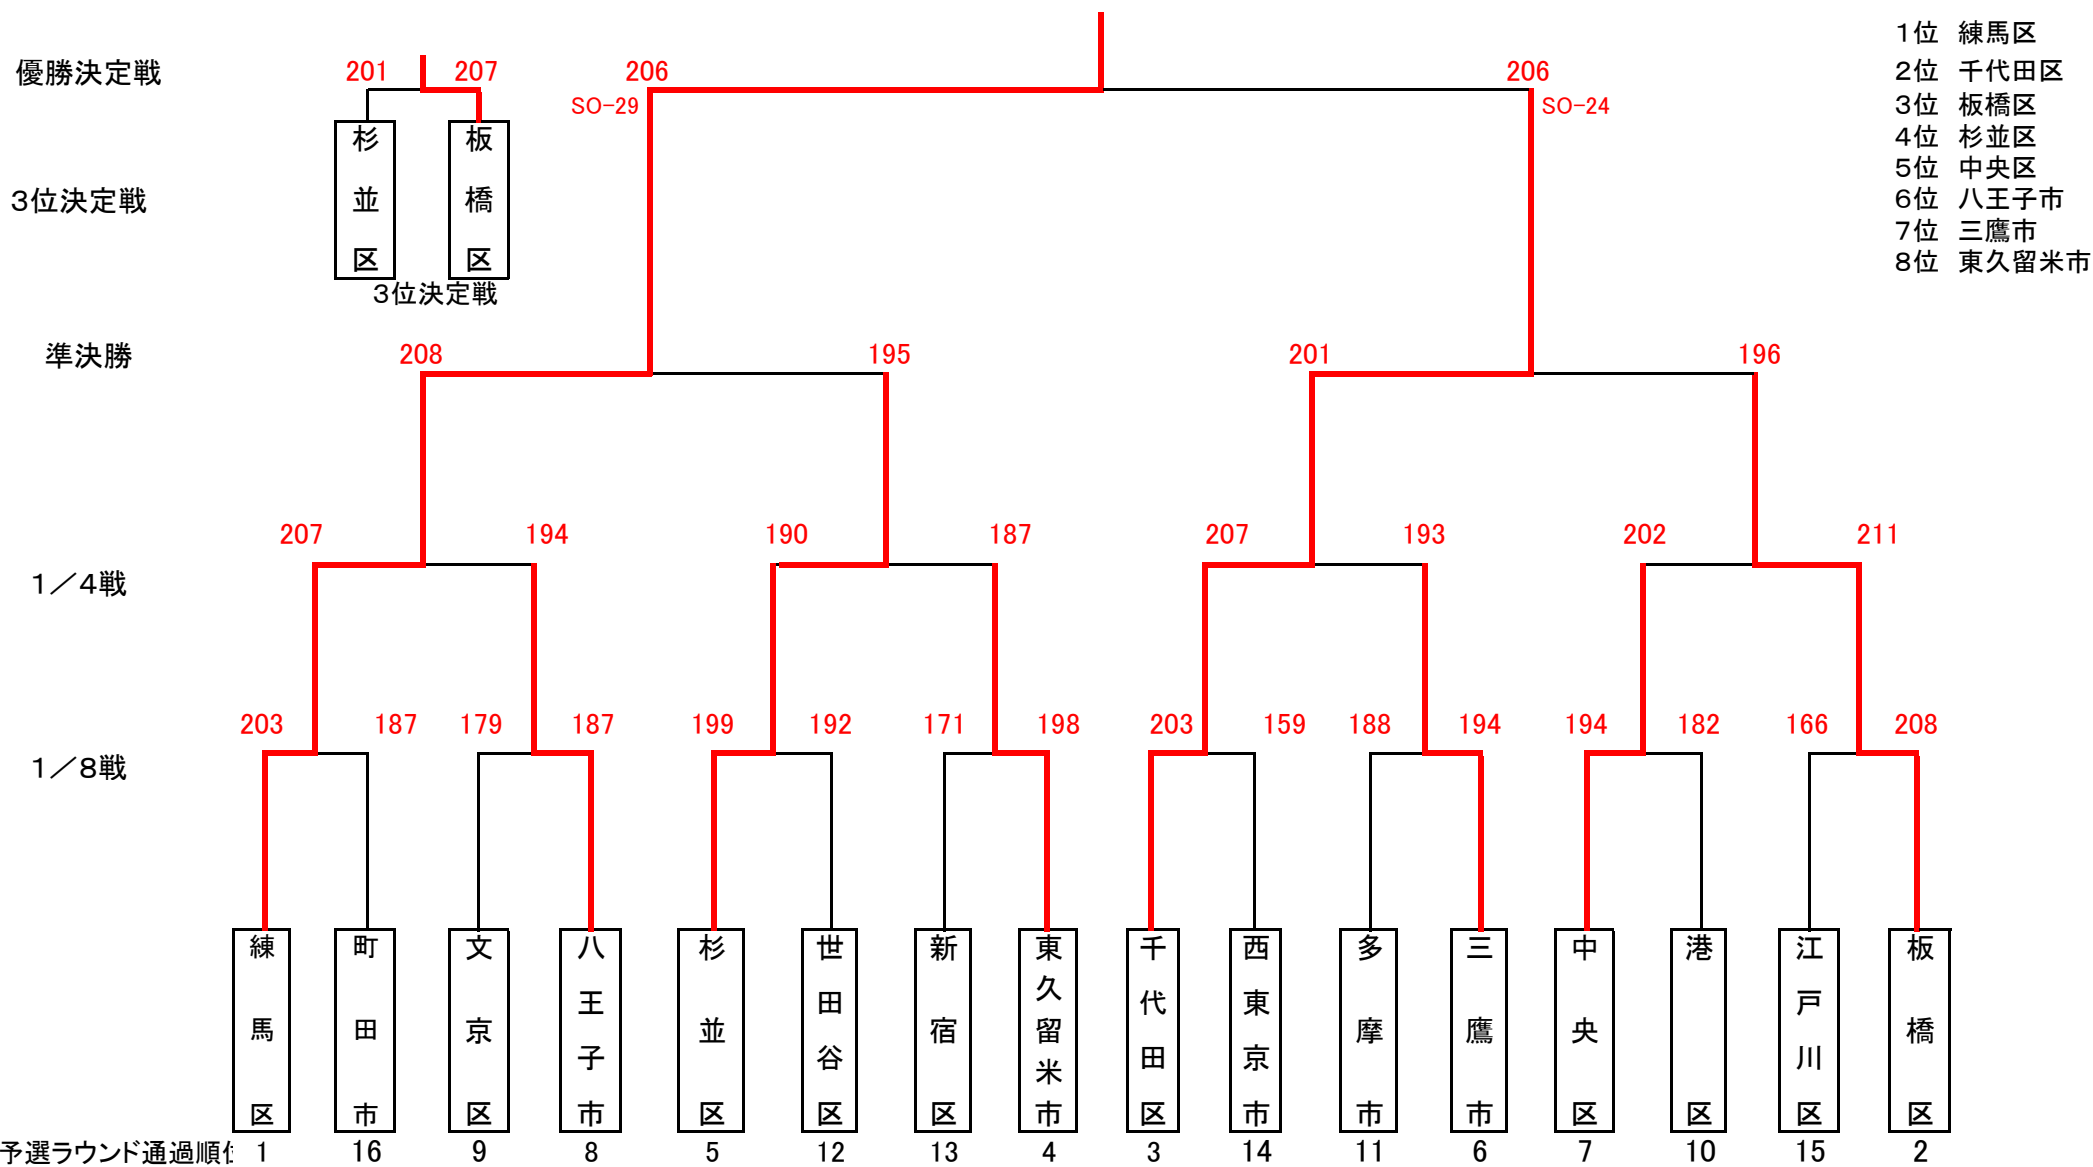 1位 練馬区
優勝決定戦 201 207 206 206 2位 千代田区
SO-29 SO-24 3位 板橋区
杉並区 板橋区 4位 杉並区
5位 中央区
3位決定戦 6位 八王子市
7位 三鷹市
8位 東久留米市
3位決定戦
準決勝 208 195 201 196
207 194 190 187 207 193 202 211
1／4戦
203 187 179 187 199 192 171 198 203 159 188 194 194 182 166 208
1／8戦
練馬区 町田市 文京区 八王子市 杉並区 世田谷区 新宿区 東久留米市 千代田区 西東京市 多摩市 三鷹市 中央区 港区 江戸川区 板橋区
予選ラウンド通過順 1 16 9 8 5 12 13 4 3 14 11 6 7 10 15 2